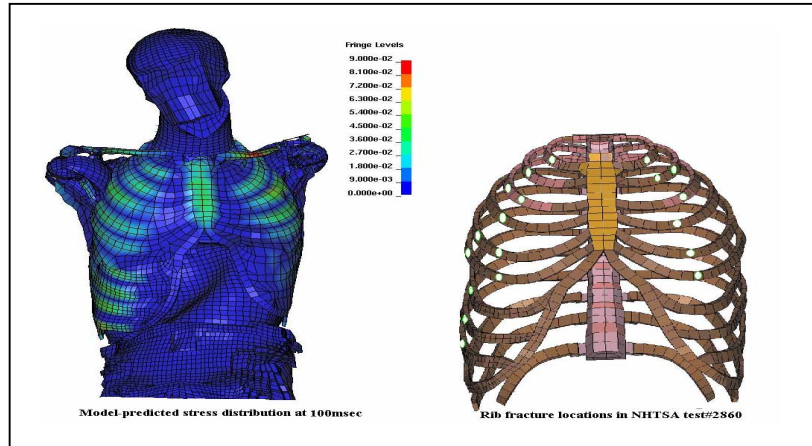 Fringe Levels
9.000e-02
8.100e-02
7.200e-02
6.300e-02
5.400e-02
4.500e-02
3.600e-02
2.700e-02
1.800e-02
9.000e-03
0.000e+00
Model-predicted stress distribution at 100msec
Rib fracture locations in NHTSA test#2860